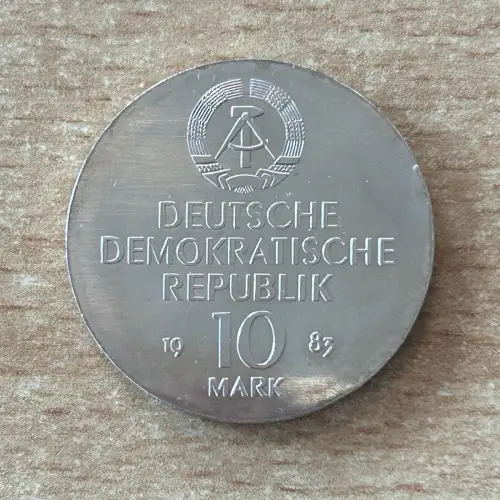 DEUTSCHE
DEMOKRATISCHE
REPUBLIK
19 10 83
MARK